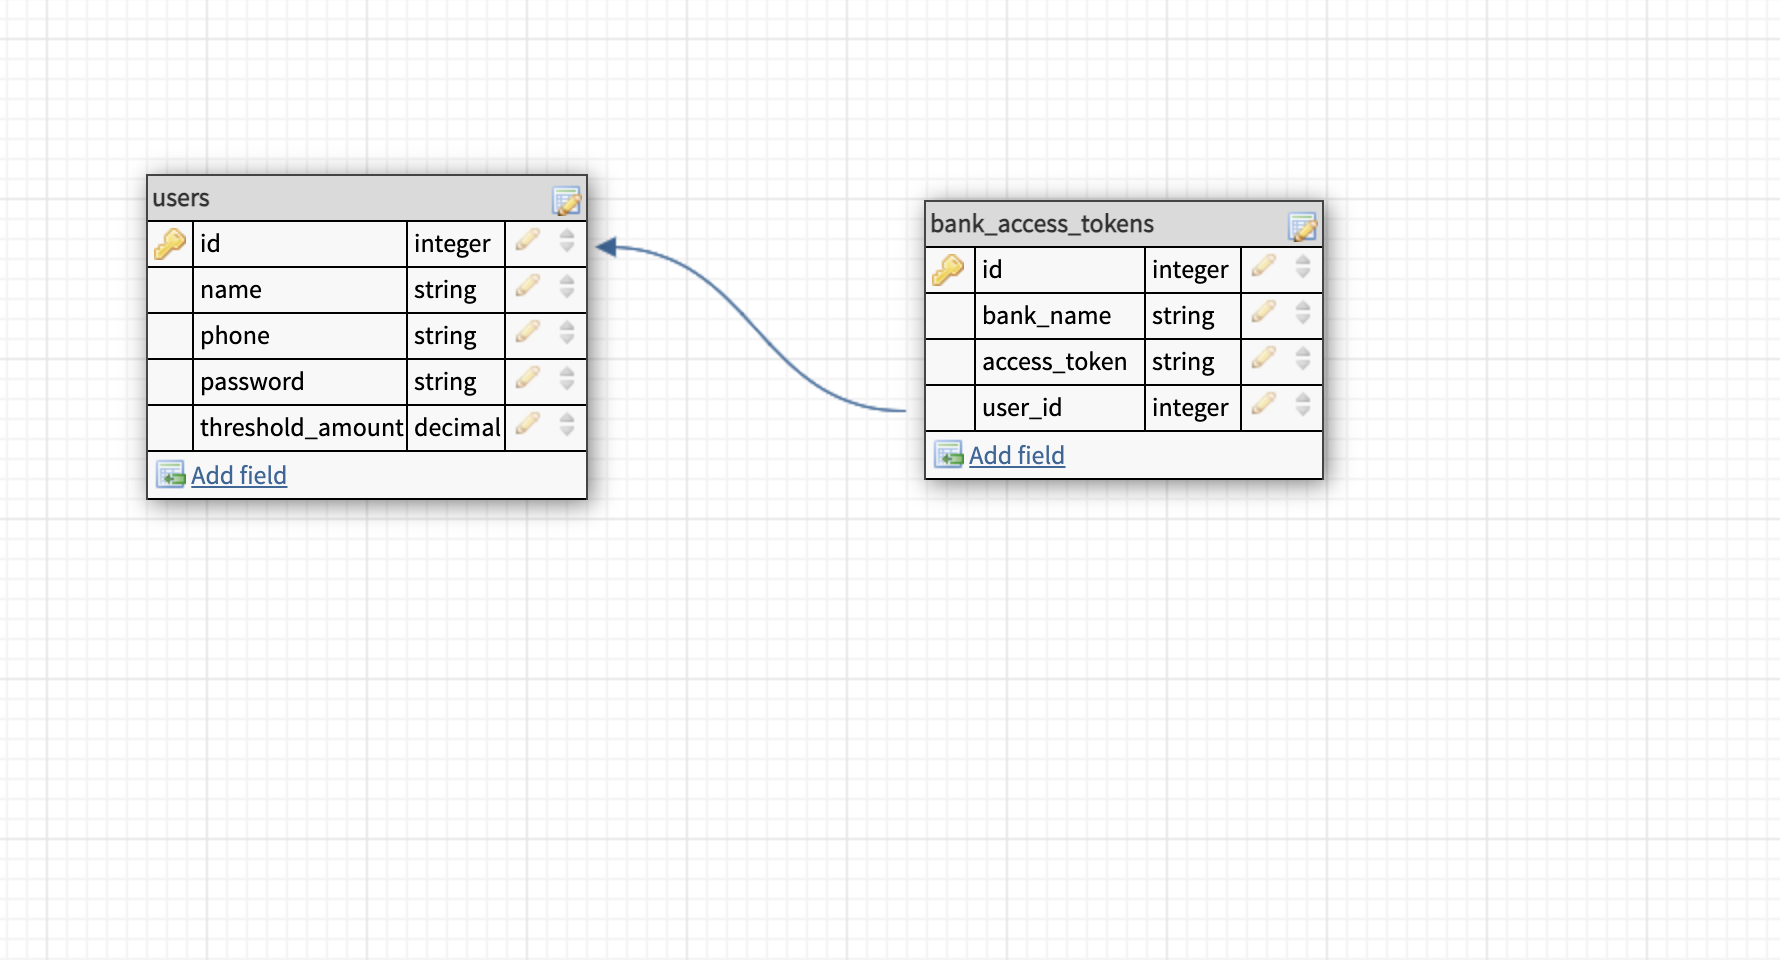 users
id integer
name string
phone string
password string
threshold_amount decimal
Add field
bank_access_tokens
id integer
bank_name string
access_token string
user_id integer
Add field